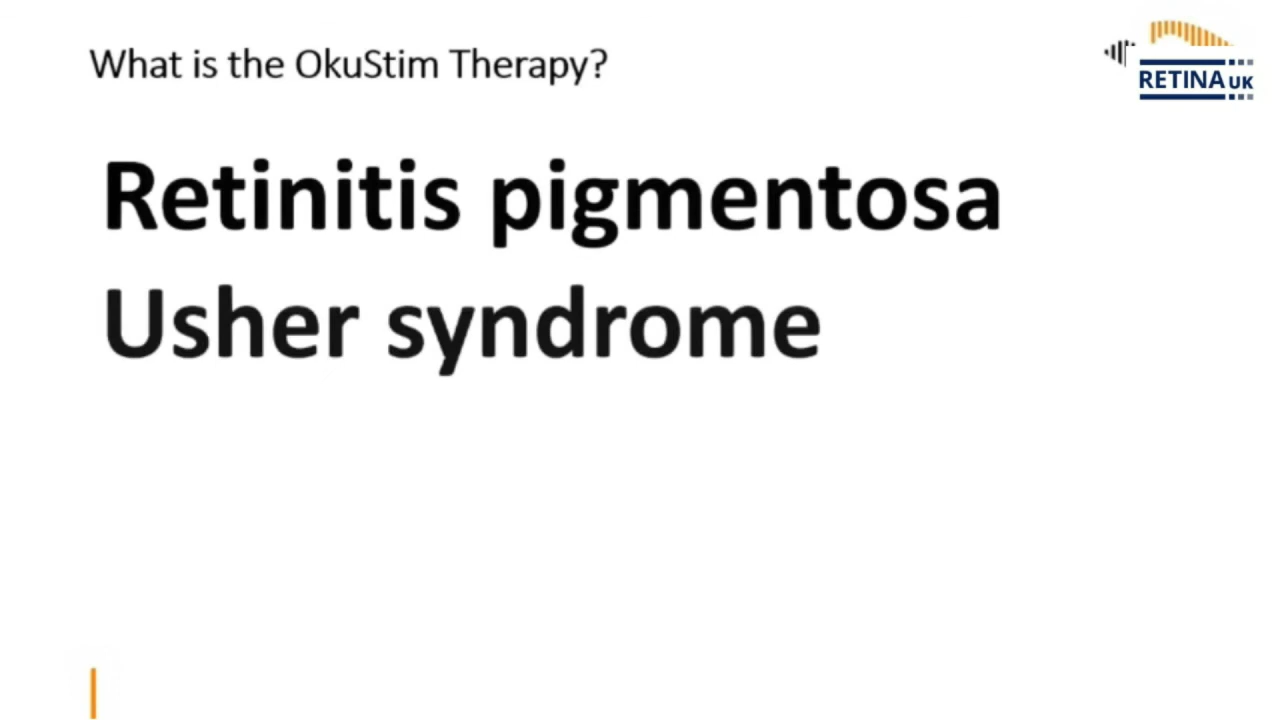 What is the OkuStim Therapy?
RETINA UK
Retinitis pigmentosa
Usher syndrome